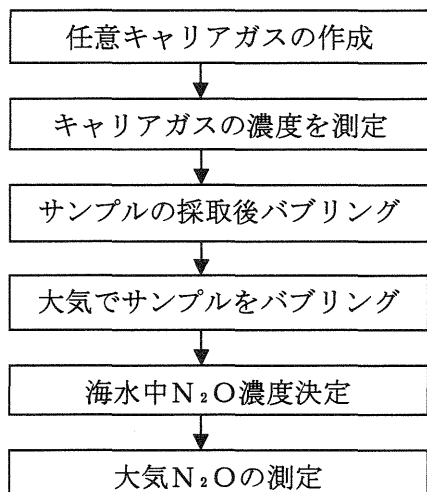 任意キャリアガスの作成
キャリアガスの濃度を測定
サンプルの採取後バブリング
大気でサンプルをバブリング
海水中N₂O濃度決定
大気N₂Oの測定